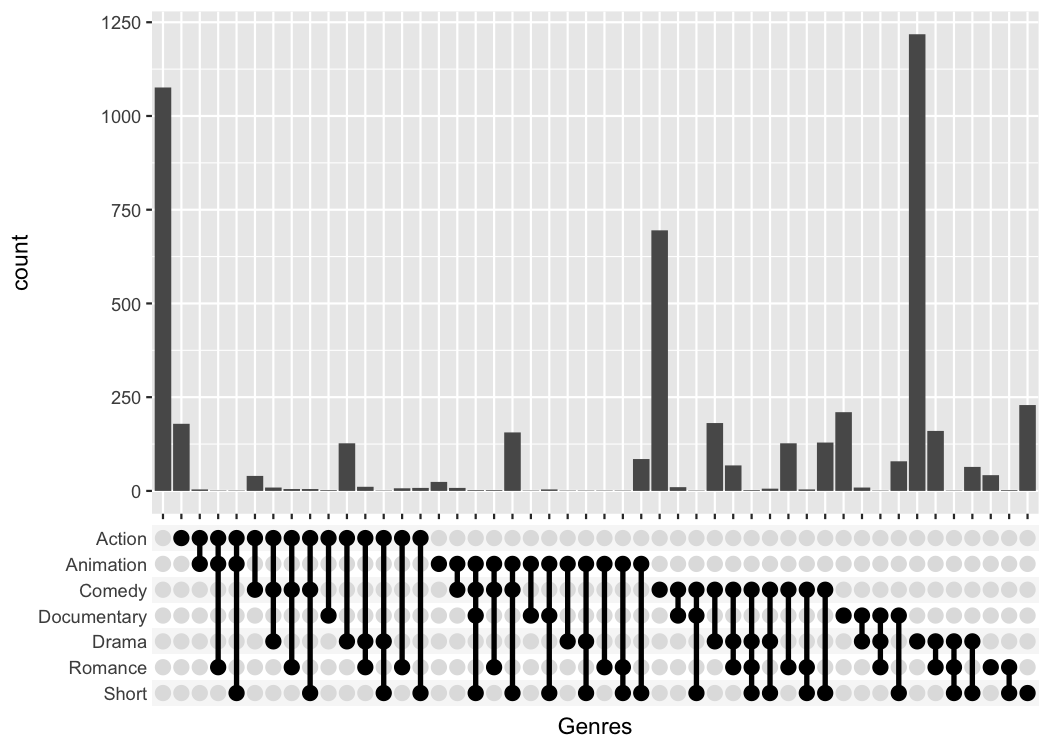 1250
1000
750
500
250
0
count
Action
Animation
Comedy
Documentary
Drama
Romance
Short
Genres